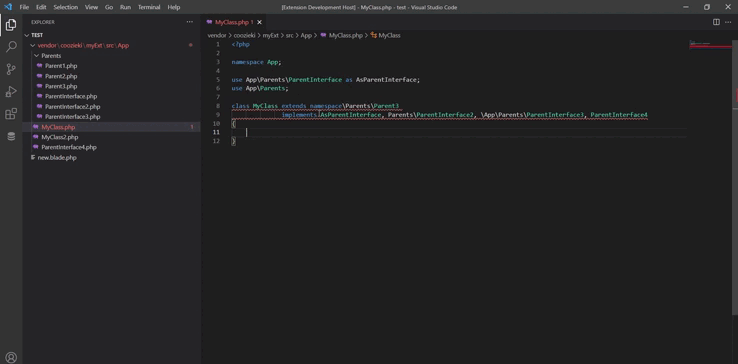 File Edit Selection View Go Run Terminal Help [Extension Development Host] - MyClass.php - test - Visual Studio Code
EXPLORER
TEST
vendor\coozieki\myExt\src\App
Parents
Parent1.php
Parent2.php
Parent3.php
ParentInterface.php
ParentInterface2.php
ParentInterface3.php
MyClass.php 1
MyClass2.php
ParentInterface4.php
new.blade.php
MyClass.php 1
vendor > coozieki > myExt > src > App > MyClass.php > MyClass
1 <?php
2
3 namespace App;
4
5 use App\Parents\ParentInterface as AsParentInterface;
6 use App\Parents;
7
8 class MyClass extends namespace\Parents\Parent3
9 implements AsParentInterface, Parents\ParentInterface2, \App\Parents\ParentInterface3, ParentInterface4
10 {
11
12 }